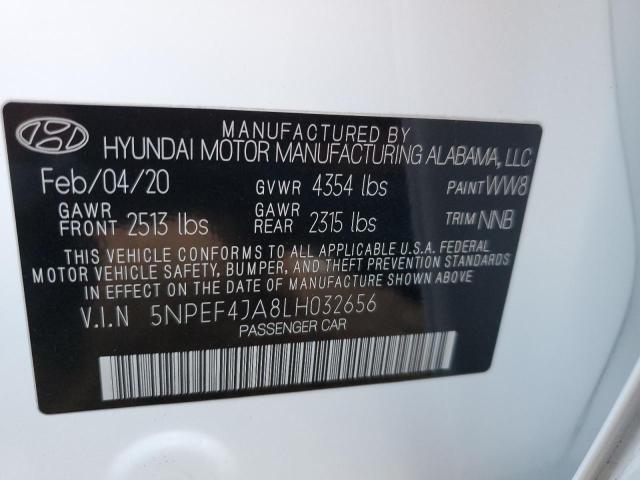 MANUFACTURED BY
HYUNDAI MOTOR MANUFACTURING ALABAMA, LLC
Feb/04/20 GVWR 4354 lbs PAINT WW8
GAWR FRONT 2513 lbs GAWR REAR 2315 lbs TRIM NNB
THIS VEHICLE CONFORMS TO ALL APPLICABLE U.S.A. FEDERAL
MOTOR VEHICLE SAFETY, BUMPER, AND THEFT PREVENTION STANDARDS
IN EFFECT ON THE DATE OF MANUFACTURE SHOWN ABOVE
V.I.N 5NPEF4JA8LH032656
PASSENGER CAR